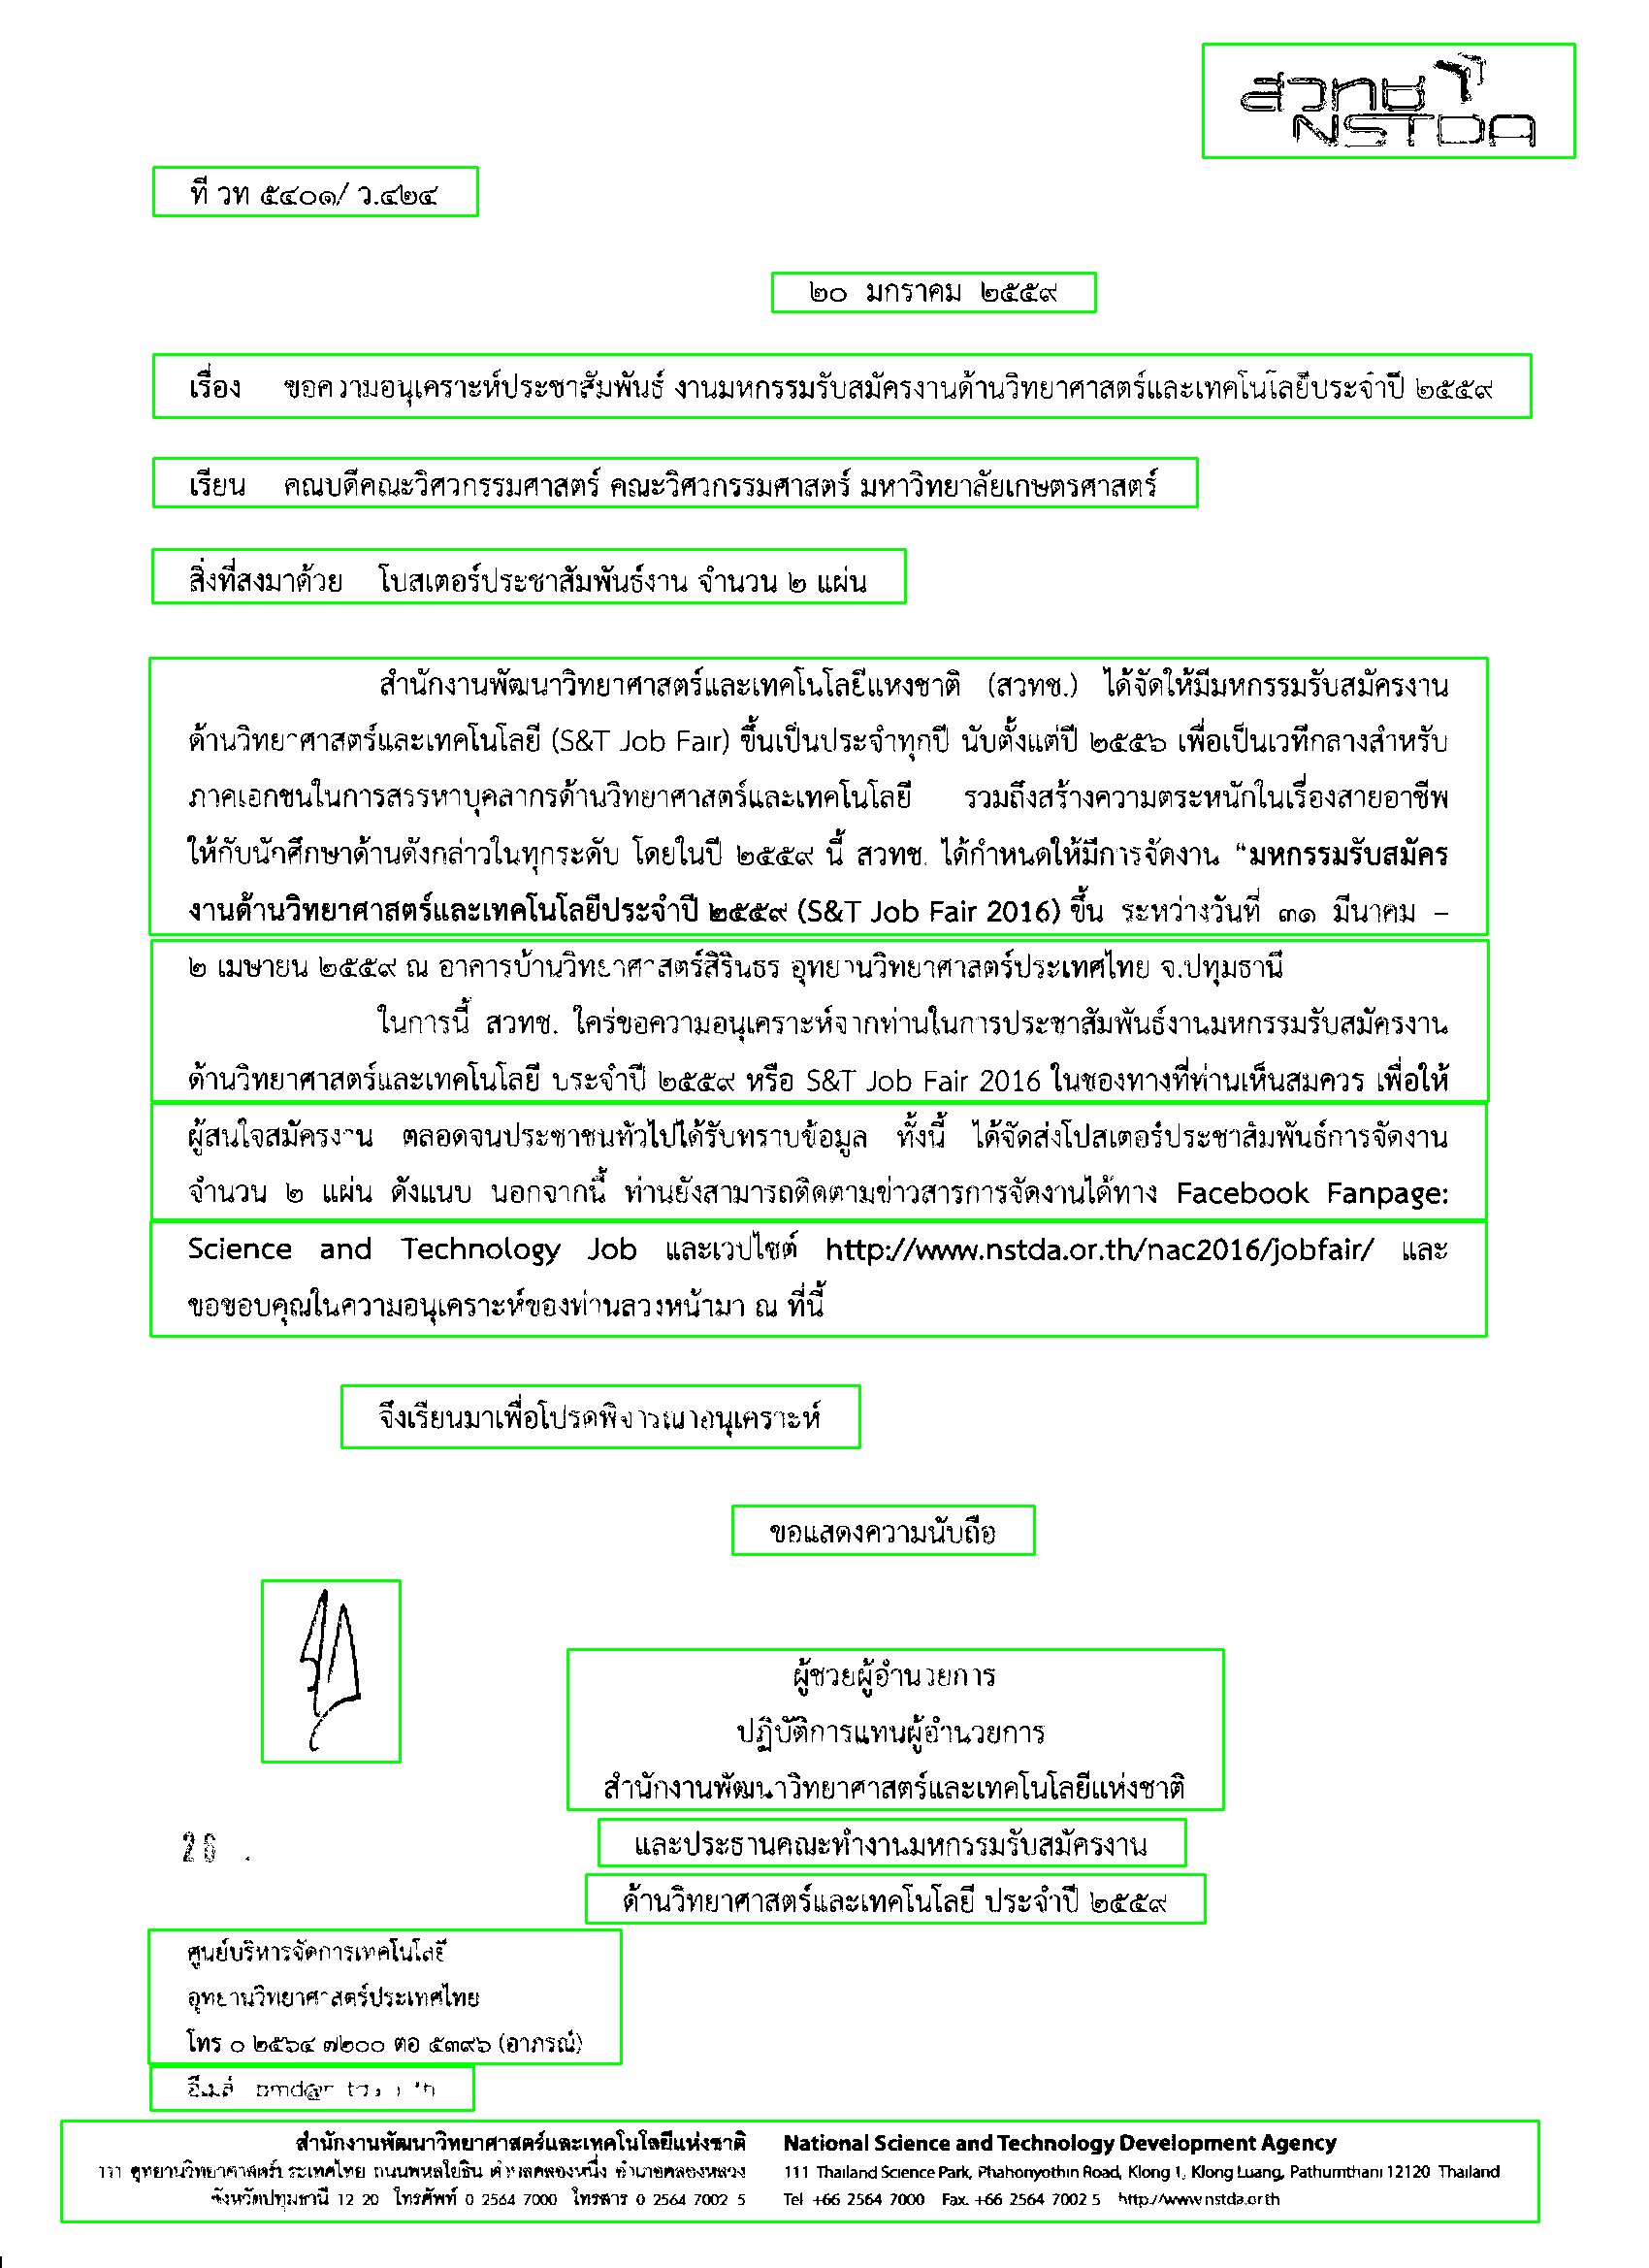 สวทช
NSTDA
ที่ วท ๕๔๐๑/ ว.๔๒๔
๒๐ มกราคม ๒๕๕๙
เรื่อง ขอความอนุเคราะห์ประชาสัมพันธ์ งานมหกรรมรับสมัครงานด้านวิทยาศาสตร์และเทคโนโลยีประจำปี ๒๕๕๙
เรียน คณบดีคณะวิศวกรรมศาสตร์ คณะวิศวกรรมศาสตร์ มหาวิทยาลัยเกษตรศาสตร์
สิ่งที่ส่งมาด้วย โปสเตอร์ประชาสัมพันธ์งาน จำนวน ๒ แผ่น
สำนักงานพัฒนาวิทยาศาสตร์และเทคโนโลยีแห่งชาติ (สวทช.) ได้จัดให้มีมหกรรมรับสมัครงาน
ด้านวิทยาศาสตร์และเทคโนโลยี (S&T Job Fair) ขึ้นเป็นประจำทุกปี นับตั้งแต่ปี ๒๕๕๖ เพื่อเป็นเวทีกลางสำหรับ
ภาคเอกชนในการสรรหาบุคลากรด้านวิทยาศาสตร์และเทคโนโลยี รวมถึงสร้างความตระหนักในเรื่องสายอาชีพ
ให้กับนักศึกษาด้านดังกล่าวในทุกระดับ โดยในปี ๒๕๕๙ นี้ สวทช. ได้กำหนดให้มีการจัดงาน “มหกรรมรับสมัคร
งานด้านวิทยาศาสตร์และเทคโนโลยีประจำปี ๒๕๕๙ (S&T Job Fair 2016) ขึ้น ระหว่างวันที่ ๓๑ มีนาคม –
๒ เมษายน ๒๕๕๙ ณ อาคารบ้านวิทยาศาสตร์สิรินธร อุทยานวิทยาศาสตร์ประเทศไทย จ.ปทุมธานี
ในการนี้ สวทช. ใคร่ขอความอนุเคราะห์จากท่านในการประชาสัมพันธ์งานมหกรรมรับสมัครงาน
ด้านวิทยาศาสตร์และเทคโนโลยี ประจำปี ๒๕๕๙ หรือ S&T Job Fair 2016 ในช่องทางที่ท่านเห็นสมควร เพื่อให้
ผู้สนใจสมัครงาน ตลอดจนประชาชนทั่วไปได้รับทราบข้อมูล ทั้งนี้ ได้จัดส่งโปสเตอร์ประชาสัมพันธ์การจัดงาน
จำนวน ๒ แผ่น ดังแนบ นอกจากนี้ ท่านยังสามารถติดตามข่าวสารการจัดงานได้ทาง Facebook Fanpage:
Science and Technology Job และเวปไซต์ http://www.nstda.or.th/nac2016/jobfair/ และ
ขอขอบคุณในความอนุเคราะห์ของท่านล่วงหน้ามา ณ ที่นี้
จึงเรียนมาเพื่อโปรดพิจารณาอนุเคราะห์
ขอแสดงความนับถือ
ผู้ช่วยผู้อำนวยการ
ปฏิบัติการแทนผู้อำนวยการ
สำนักงานพัฒนาวิทยาศาสตร์และเทคโนโลยีแห่งชาติ
26
และประธานคณะทำงานมหกรรมรับสมัครงาน
ด้านวิทยาศาสตร์และเทคโนโลยี ประจำปี ๒๕๕๙
ศูนย์บริหารจัดการเทคโนโลยี
อุทยานวิทยาศาสตร์ประเทศไทย
โทร ๐ ๒๕๖๔ ๗๒๐๐ ต่อ ๕๓๙๖ (อาภรณ์)
อีเมล์
สำนักงานพัฒนาวิทยาศาสตร์และเทคโนโลยีแห่งชาติ
111 อุทยานวิทยาศาสตร์ประเทศไทย ถนนพหลโยธิน ตำบลคลองหนึ่ง อำเภอคลองหลวง
จังหวัดปทุมธานี 12120 โทรศัพท์ 0 2564 7000 โทรสาร 0 2564 7002 5
National Science and Technology Development Agency
111 Thailand Science Park, Phahonyothin Road, Klong 1, Klong Luang, Pathumthani 12120 Thailand
Tel +66 2564 7000 Fax. +66 2564 7002 5 http://www.nstda.or.th